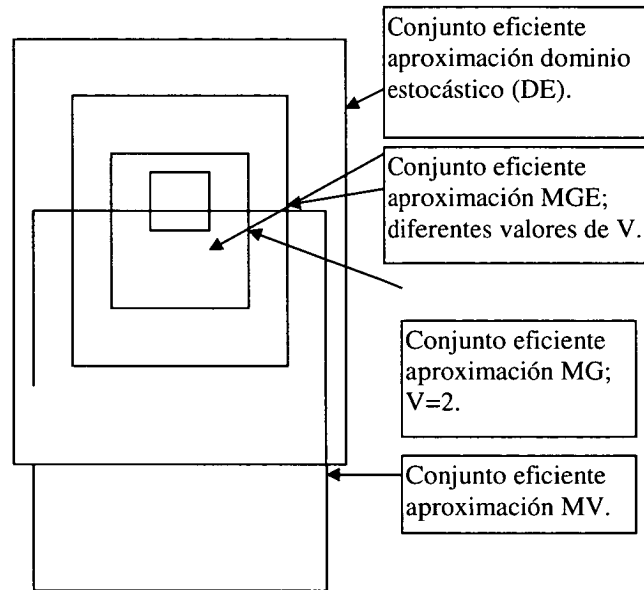 Conjunto eficiente
aproximación dominio
estocástico (DE).
Conjunto eficiente
aproximación MGE;
diferentes valores de V.
Conjunto eficiente
aproximación MG;
V=2.
Conjunto eficiente
aproximación MV.